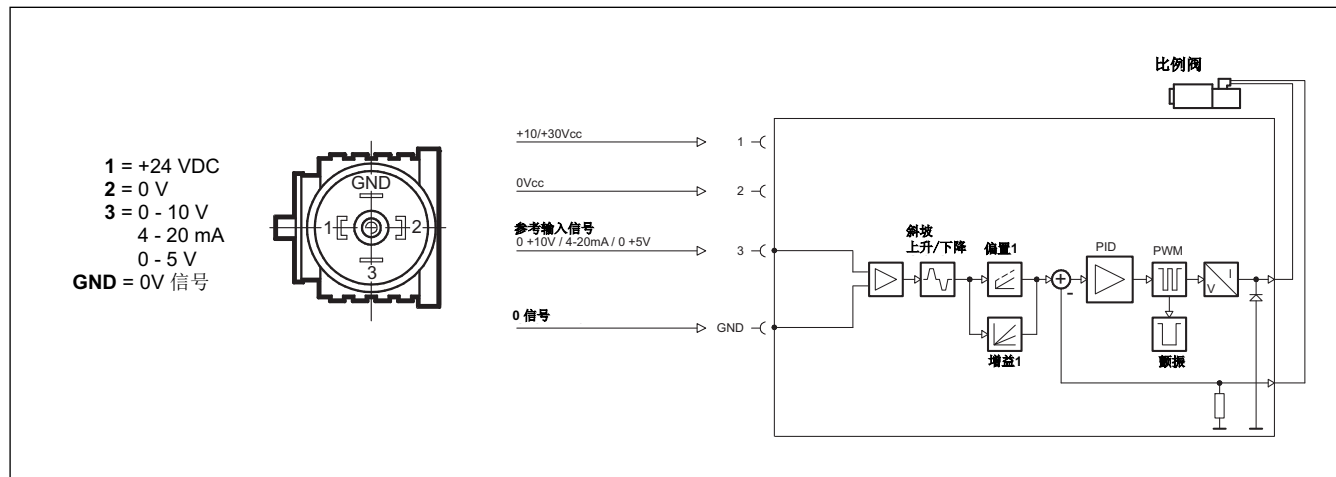 1 = +24 VDC
2 = 0 V
3 = 0 - 10 V
4 - 20 mA
0 - 5 V
GND = 0V 信号
GND
1
2
3
+10/+30Vcc
1
0Vcc
2
参考输入信号
0 +10V / 4-20mA / 0 +5V
3
0 信号
GND
比例阀
斜坡
上升/下降
偏置1
增益1
+
-
PID
PWM
颤振
I
V